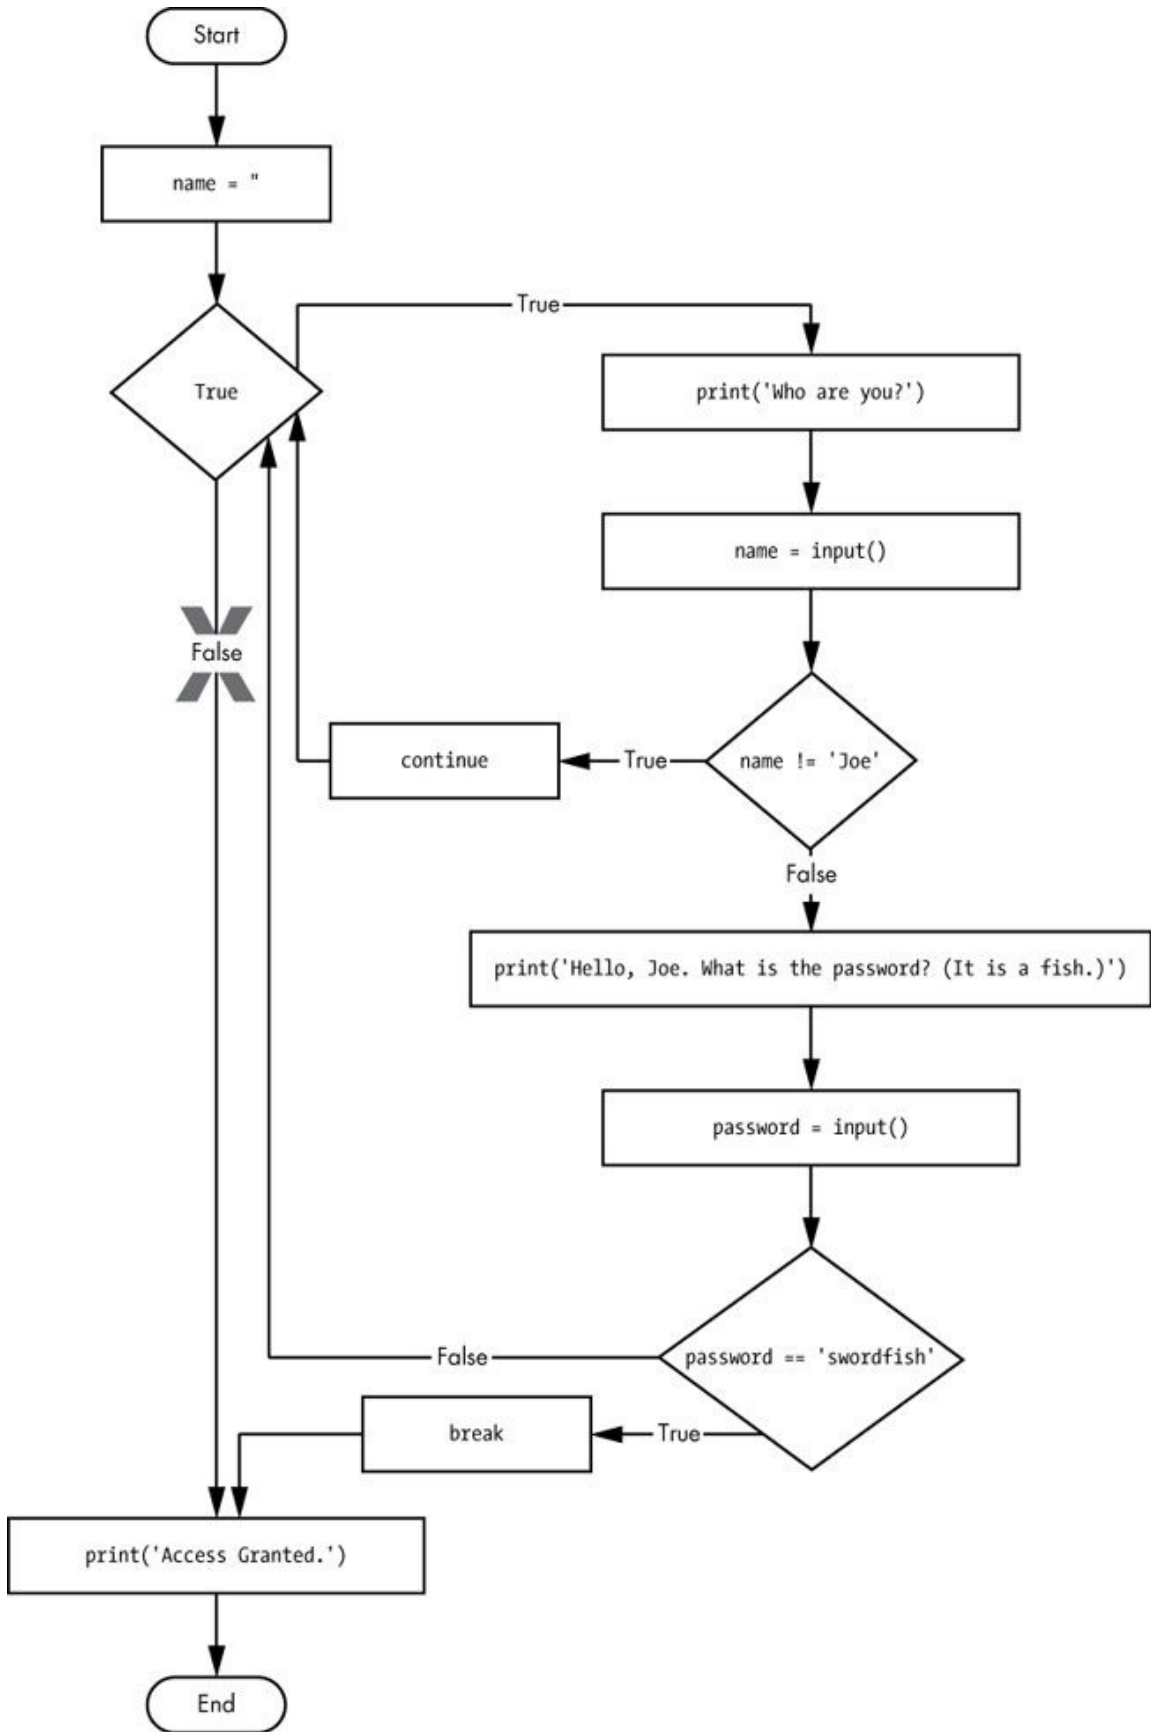 Start
name = "
True
True
print('Who are you?')
name = input()
False
continue
True
name != 'Joe'
False
print('Hello, Joe. What is the password? (It is a fish.)')
password = input()
False
password == 'swordfish'
break
True
print('Access Granted.')
End